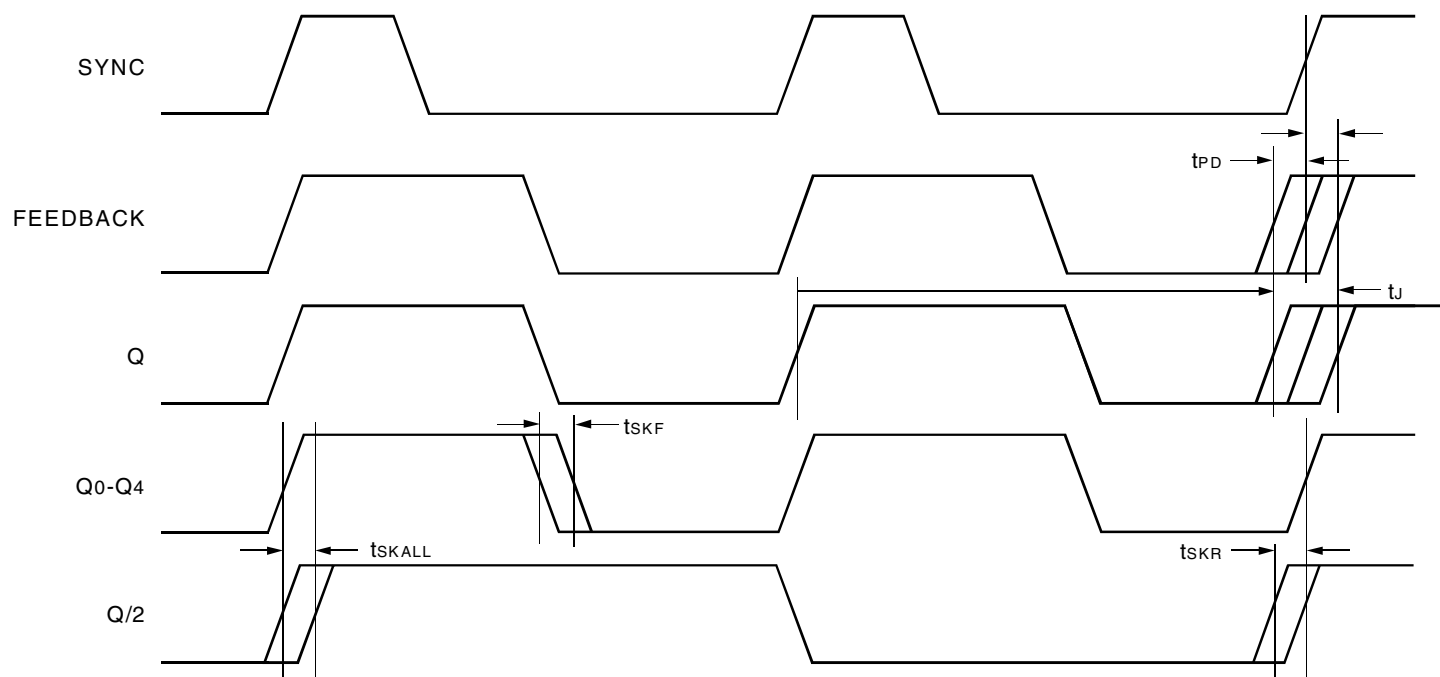 SYNC
tPD
FEEDBACK
tJ
Q
tSKF
Q0-Q4
tSKALL
tSKR
Q/2